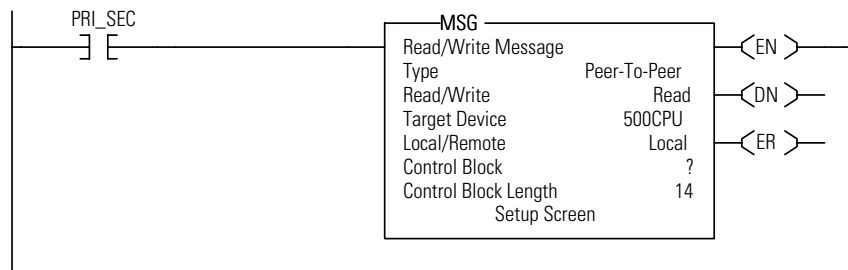 PRI_SEC
MSG
Read/Write Message
Type Peer-To-Peer
Read/Write Read
Target Device 500CPU
Local/Remote Local
Control Block ?
Control Block Length 14
Setup Screen
EN
DN
ER